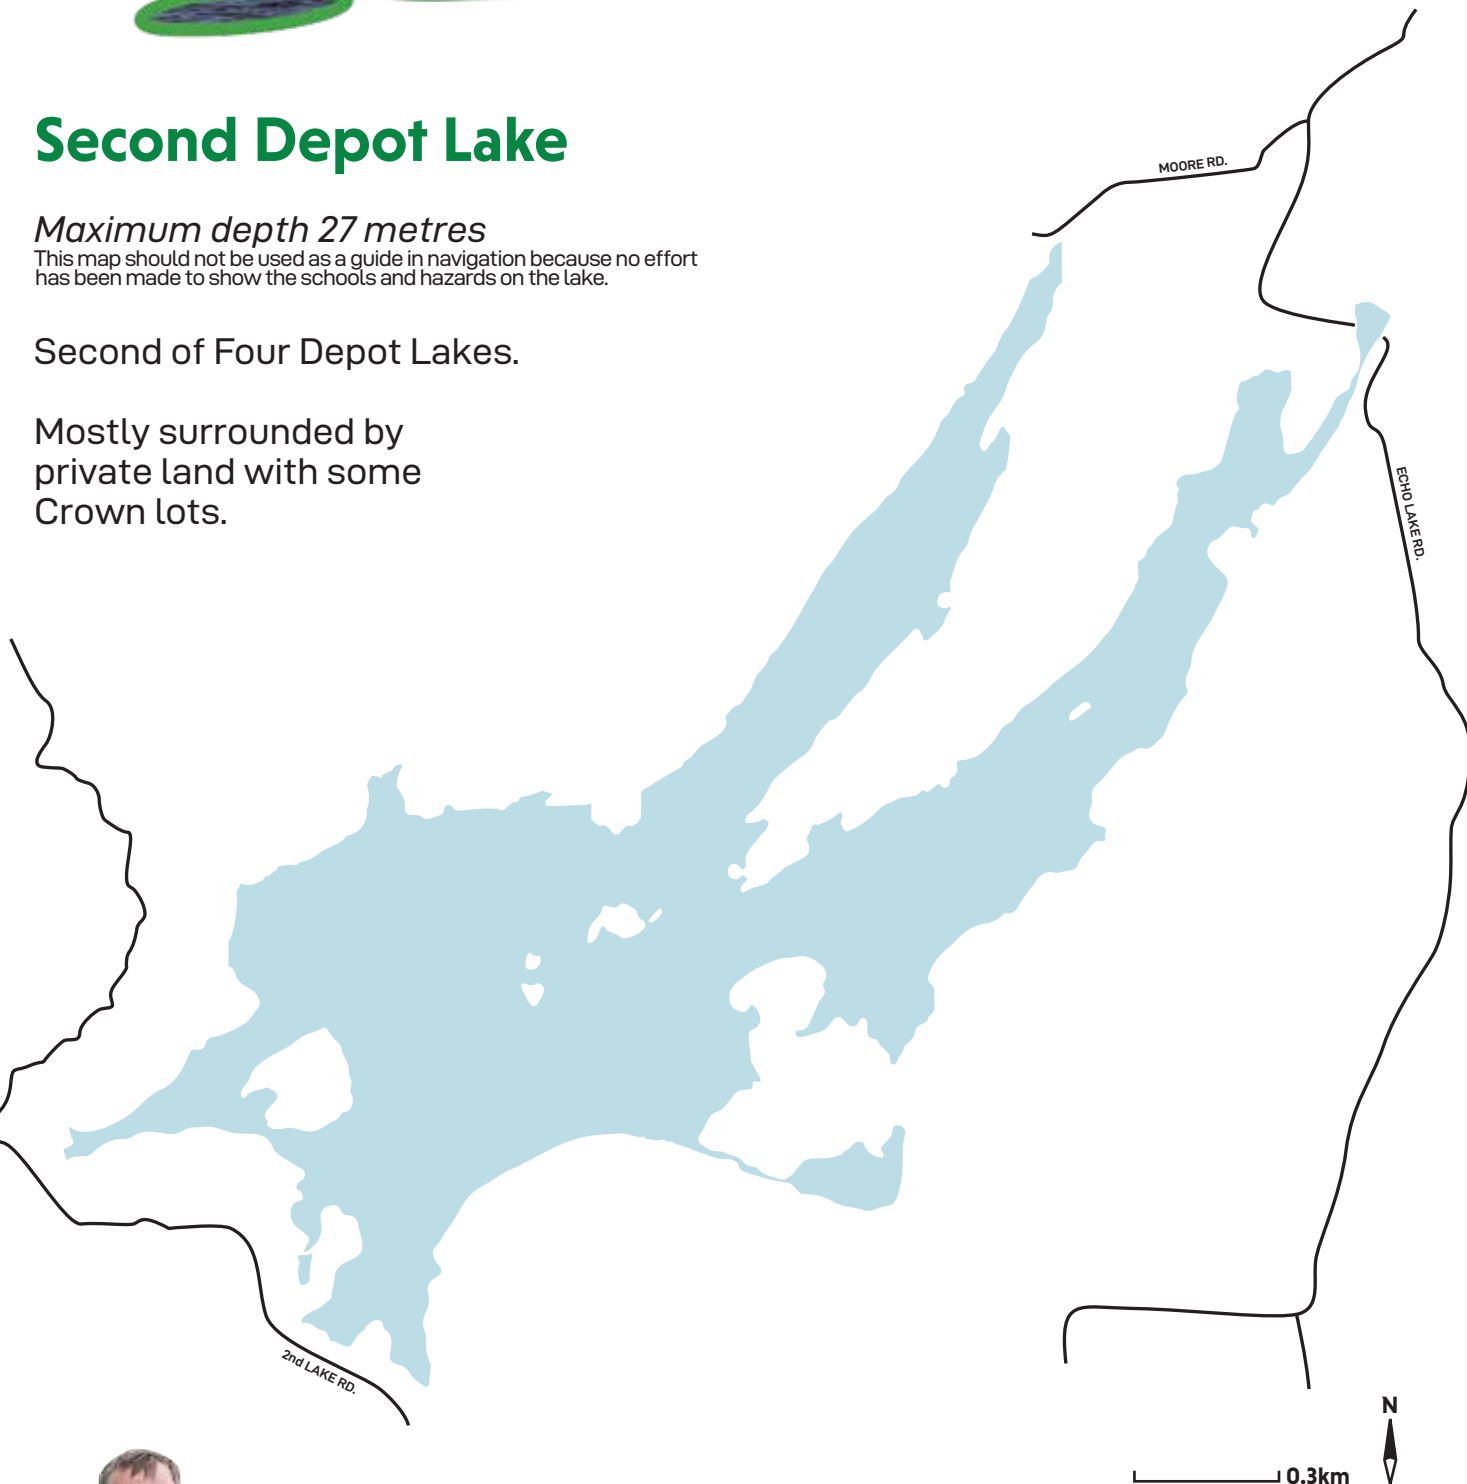 Second Depot Lake
Maximum depth 27 metres
This map should not be used as a guide in navigation because no effort
has been made to show the schools and hazards on the lake.
Second of Four Depot Lakes.
Mostly surrounded by
private land with some
Crown lots.
MOORE RD.
ECHO LAKE RD.
2nd LAKE RD.
N
0.3km